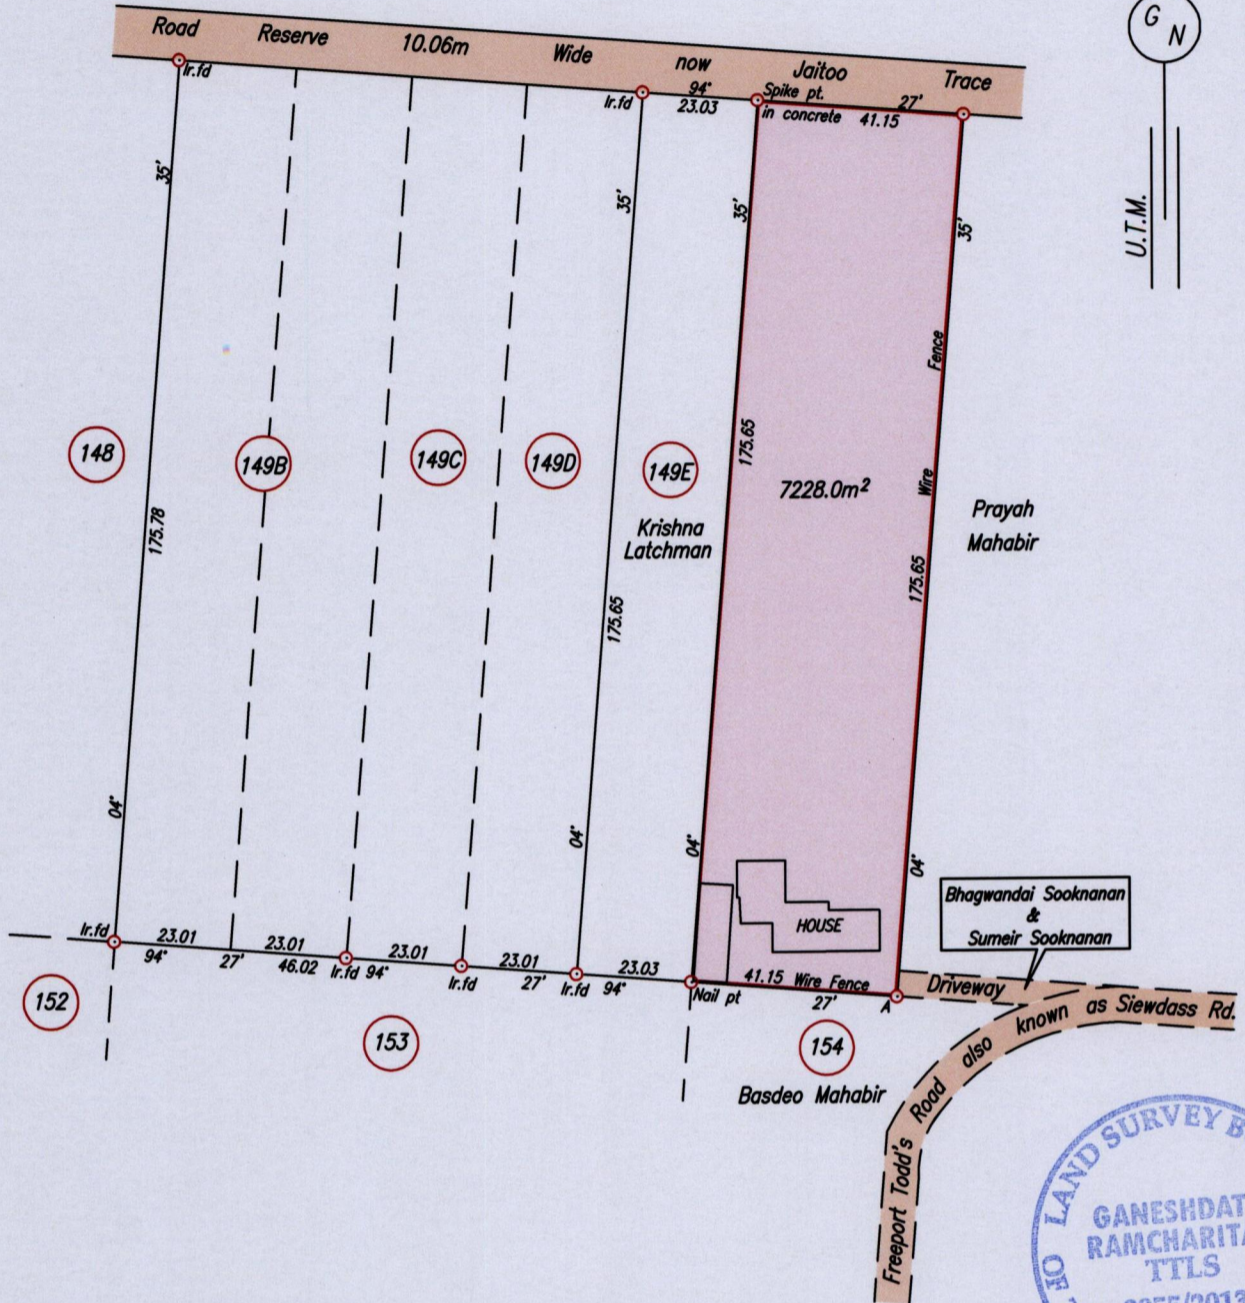 Road Reserve 10.06m Wide now Jaitoo Trace
G N
U.T.M.
Ir.fd
Ir.fd
94° 27'
23.03
Spike pt.
in concrete
41.15
35'
35'
35'
35'
148
149B
149C
149D
149E
Krishna
Latchman
7228.0m²
Prayah
Mahabir
Wire Fence
175.78
175.65
175.65
175.65
04°
04°
04°
04°
HOUSE
Bhagwandai Sooknanan
&
Sumeir Sooknanan
Driveway
Ir.fd
23.01
94° 27'
23.01
46.02
Ir.fd
23.01
94° 27'
Ir.fd
23.01
Ir.fd
23.03
94° 27'
Nail pt
41.15 Wire Fence
A
152
153
154
Basdeo Mahabir
Freeport Todd's Road also known as Siewdass Rd.
LAND SURVEY B
OF
GANESHDAT
RAMCHARITA
TTLS